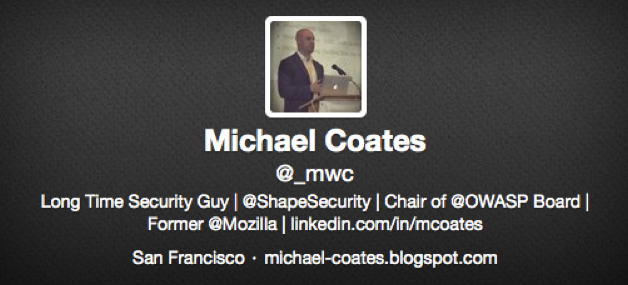 Michael Coates
@_mwc
Long Time Security Guy | @ShapeSecurity | Chair of @OWASP Board |
Former @Mozilla | linkedin.com/in/mcoates
San Francisco · michael-coates.blogspot.com